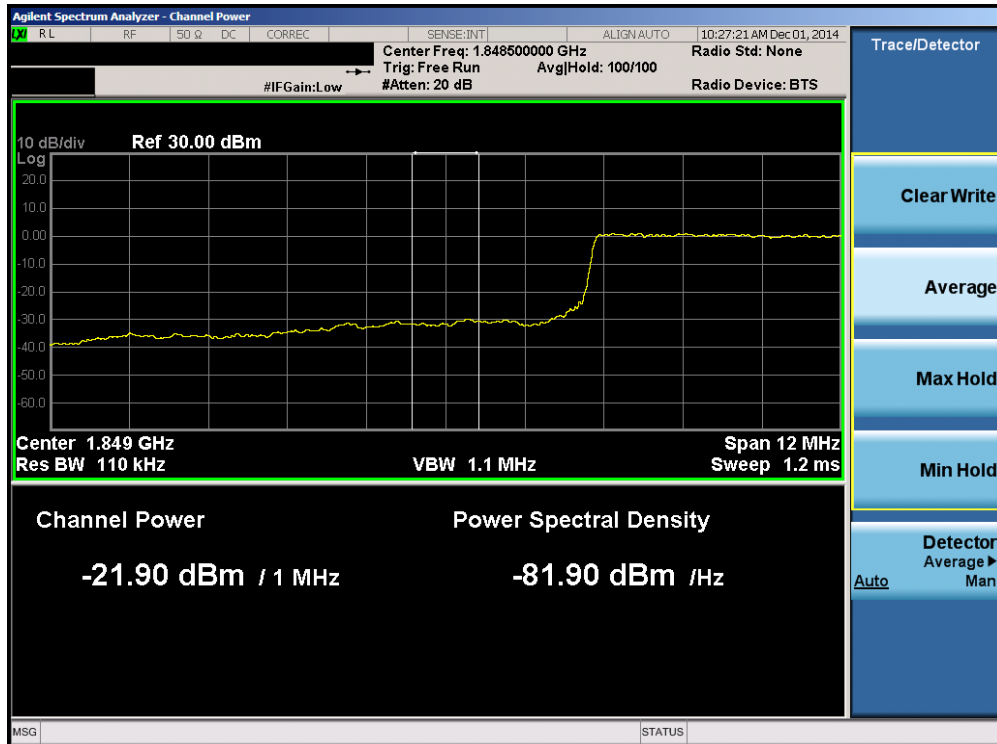 Agilent Spectrum Analyzer - Channel Power
LXI RL RF 50 Ω DC CORREC SENSE:INT ALIGN AUTO 10:27:21 AM Dec 01, 2014
Center Freq: 1.848500000 GHz Radio Std: None
Trig: Free Run Avg|Hold: 100/100
#IFGain:Low #Atten: 20 dB Radio Device: BTS
10 dB/div Ref 30.00 dBm
Log
20.0
10.0
0.00
-10.0
-20.0
-30.0
-40.0
-50.0
-60.0
Center 1.849 GHz Span 12 MHz
Res BW 110 kHz VBW 1.1 MHz Sweep 1.2 ms
Channel Power Power Spectral Density
-21.90 dBm / 1 MHz -81.90 dBm /Hz
MSG STATUS
Trace/Detector
Clear Write
Average
Max Hold
Min Hold
Detector
Average▶
Auto Man